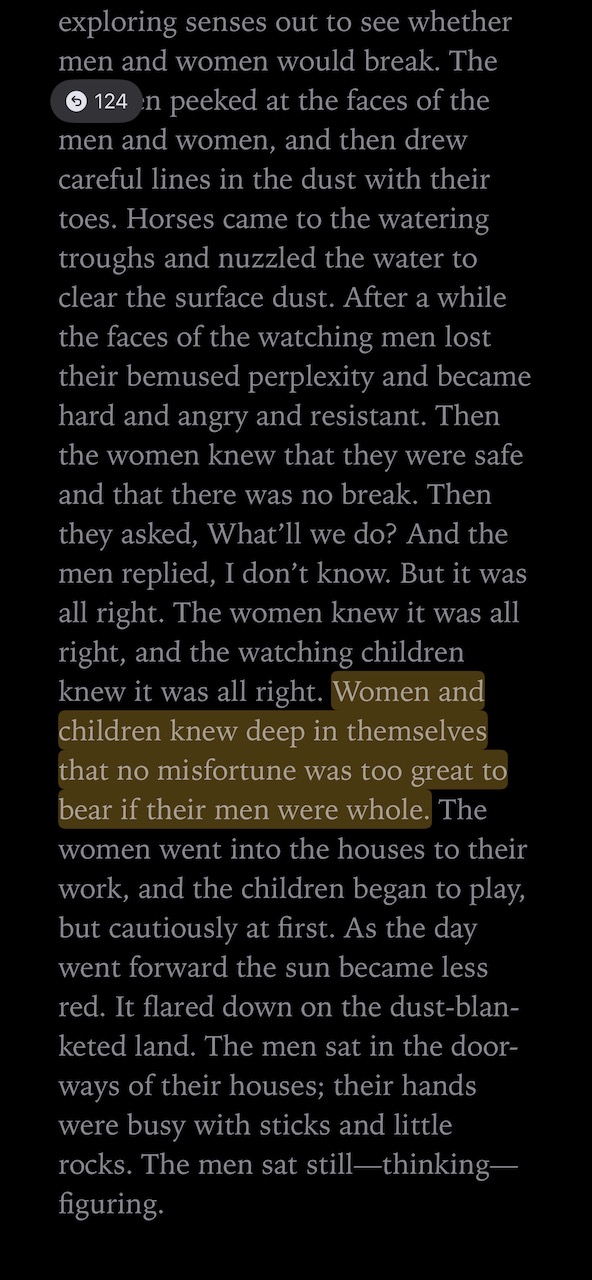 exploring senses out to see whether
men and women would break. The
124 en peeked at the faces of the
men and women, and then drew
careful lines in the dust with their
toes. Horses came to the watering
troughs and nuzzled the water to
clear the surface dust. After a while
the faces of the watching men lost
their bemused perplexity and became
hard and angry and resistant. Then
the women knew that they were safe
and that there was no break. Then
they asked, What’ll we do? And the
men replied, I don’t know. But it was
all right. The women knew it was all
right, and the watching children
knew it was all right. Women and
children knew deep in themselves
that no misfortune was too great to
bear if their men were whole. The
women went into the houses to their
work, and the children began to play,
but cautiously at first. As the day
went forward the sun became less
red. It flared down on the dust-blan-
keted land. The men sat in the door-
ways of their houses; their hands
were busy with sticks and little
rocks. The men sat still—thinking—
figuring.